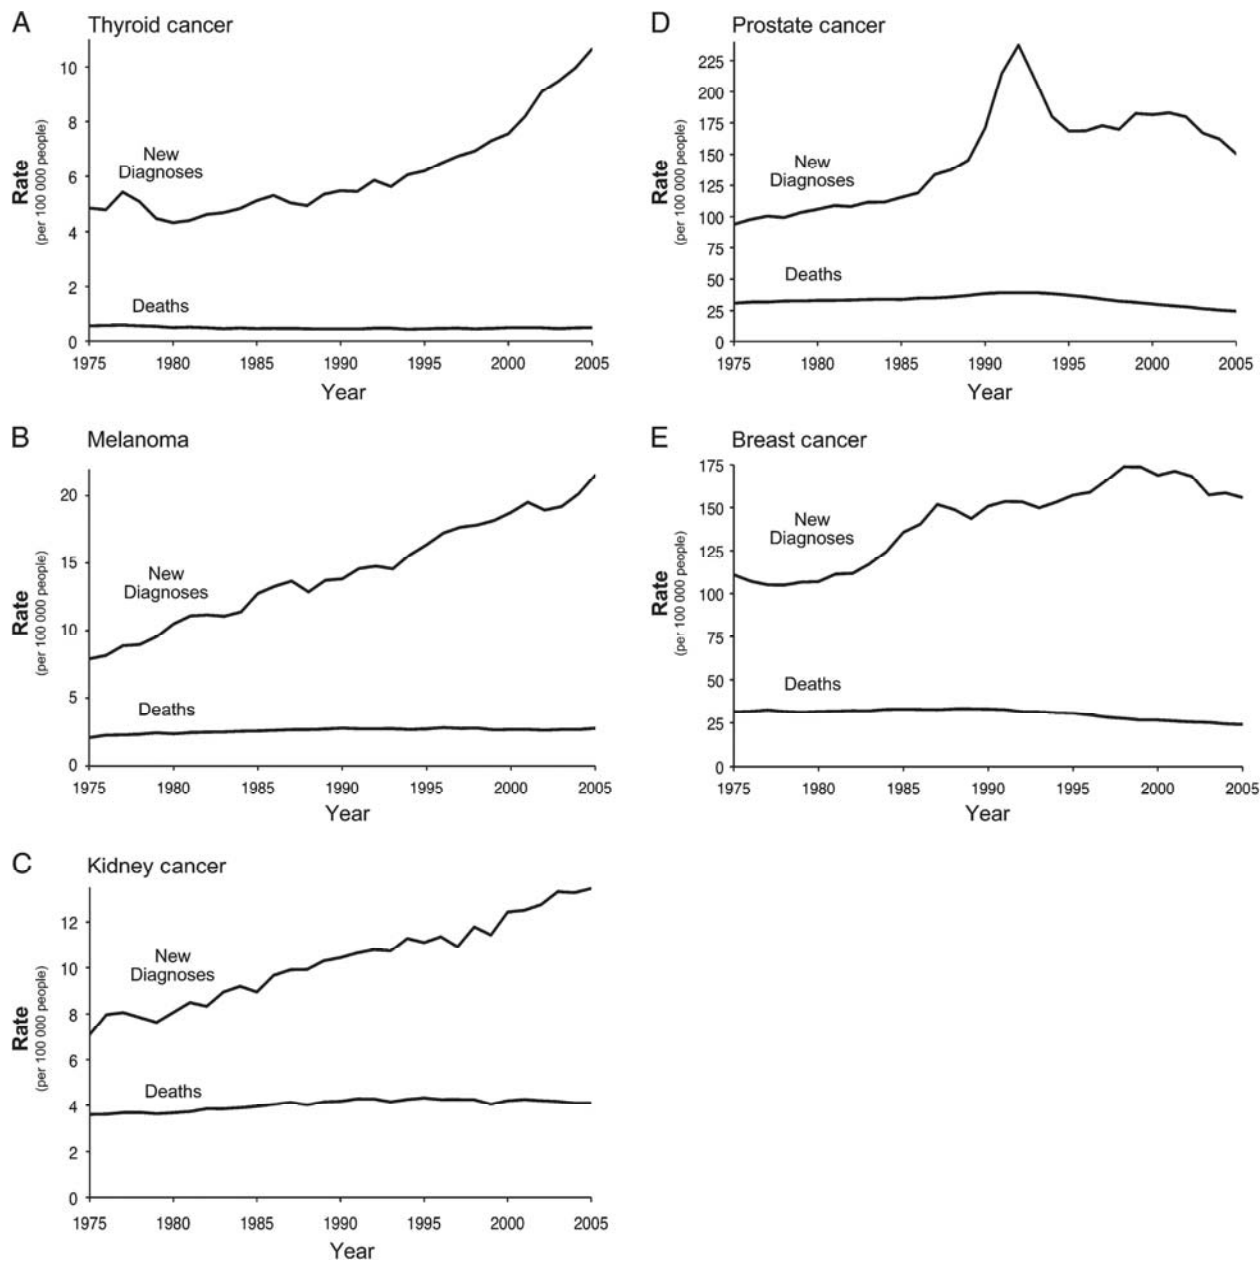 A Thyroid cancer
10
8
6
4
2
0
Rate
(per 100 000 people)
New
Diagnoses
Deaths
1975 1980 1985 1990 1995 2000 2005
Year
B Melanoma
20
15
10
5
0
Rate
(per 100 000 people)
New
Diagnoses
Deaths
1975 1980 1985 1990 1995 2000 2005
Year
C Kidney cancer
12
10
8
6
4
2
0
Rate
(per 100 000 people)
New
Diagnoses
Deaths
1975 1980 1985 1990 1995 2000 2005
Year
D Prostate cancer
225
200
175
150
125
100
75
50
25
0
Rate
(per 100 000 people)
New
Diagnoses
Deaths
1975 1980 1985 1990 1995 2000 2005
Year
E Breast cancer
175
150
125
100
75
50
25
0
Rate
(per 100 000 people)
New
Diagnoses
Deaths
1975 1980 1985 1990 1995 2000 2005
Year